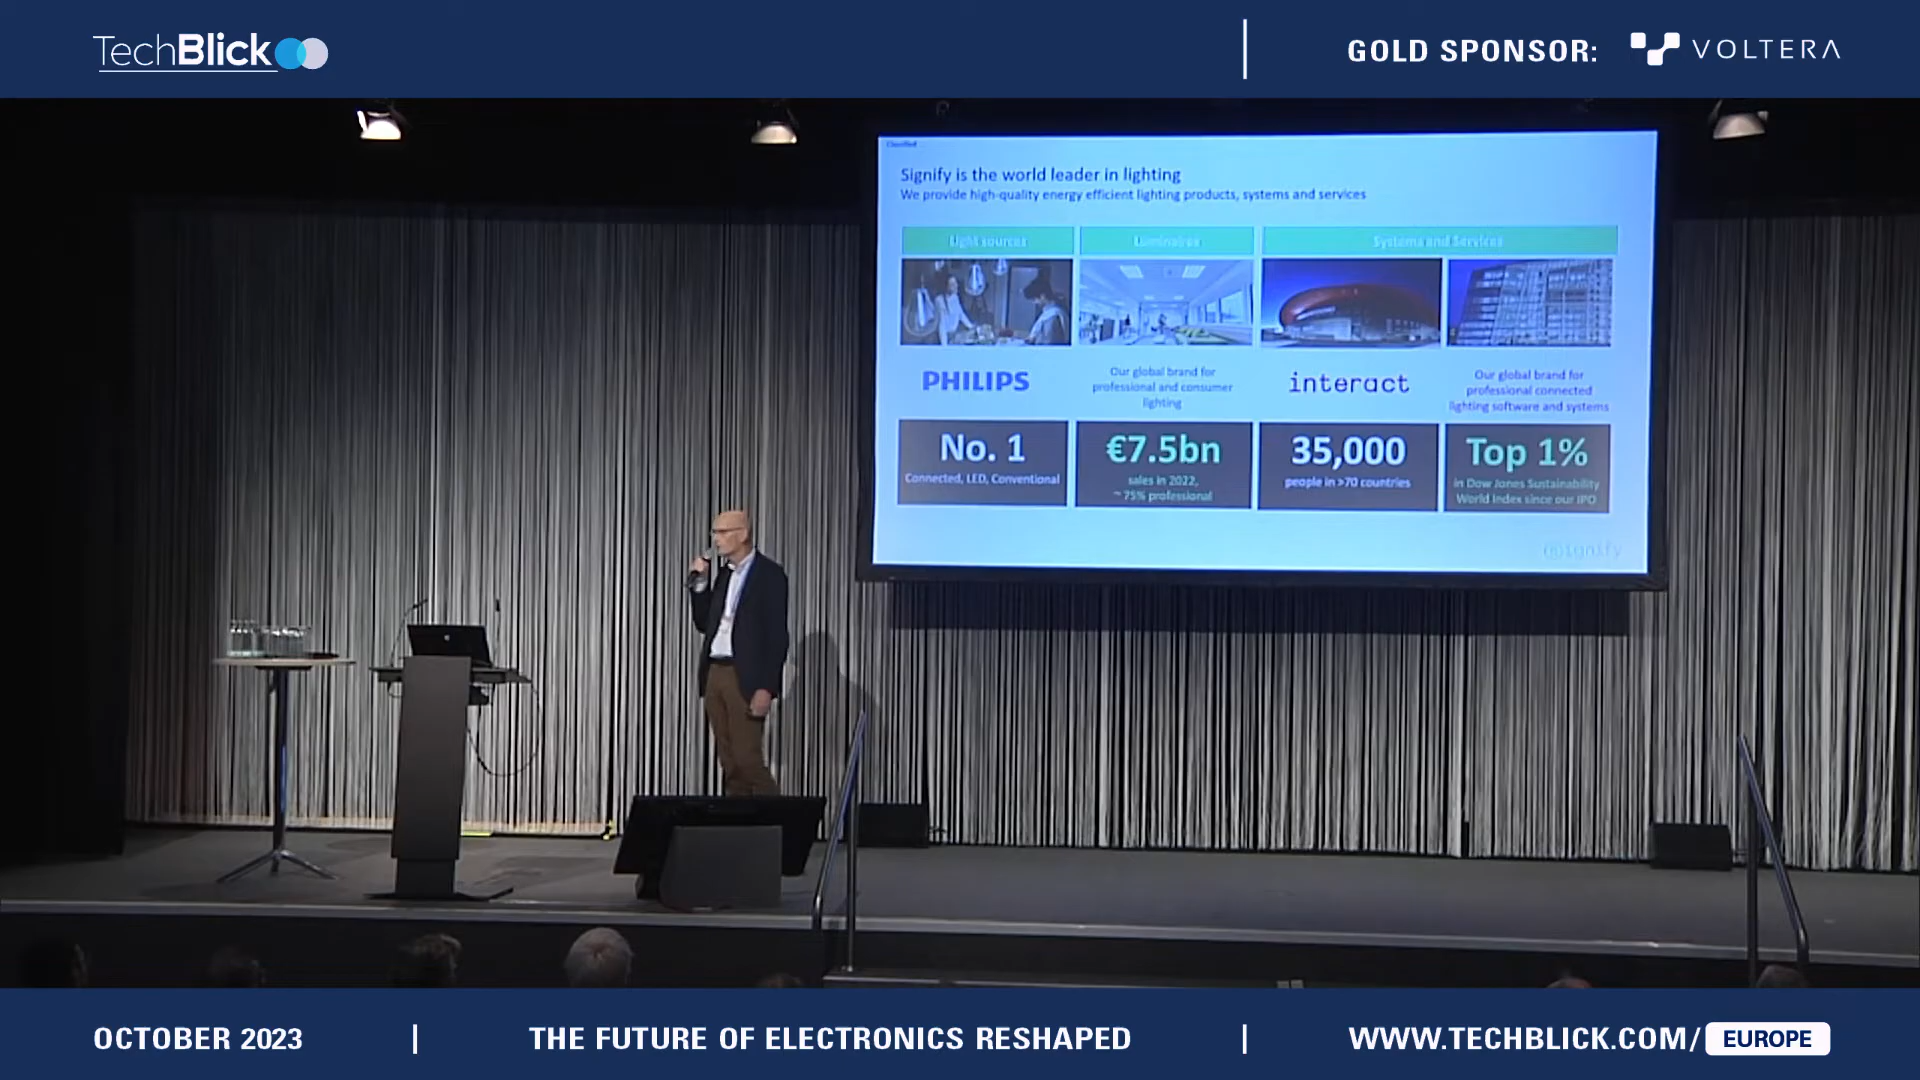 TechBlick
GOLD SPONSOR:
VOLTERA
Classified
Signify is the world leader in lighting
We provide high-quality energy efficient lighting products, systems and services
Light sources
Luminaires
Systems and Services
PHILIPS
Our global brand for
professional and consumer
lighting
interact
Our global brand for
professional connected
lighting software and systems
No. 1
Connected, LED, Conventional
€7.5bn
sales in 2022,
~ 75% professional
35,000
people in >70 countries
Top 1%
in Dow Jones Sustainability
World Index since our IPO
Signify
OCTOBER 2023
THE FUTURE OF ELECTRONICS RESHAPED
WWW.TECHBLICK.COM/EUROPE